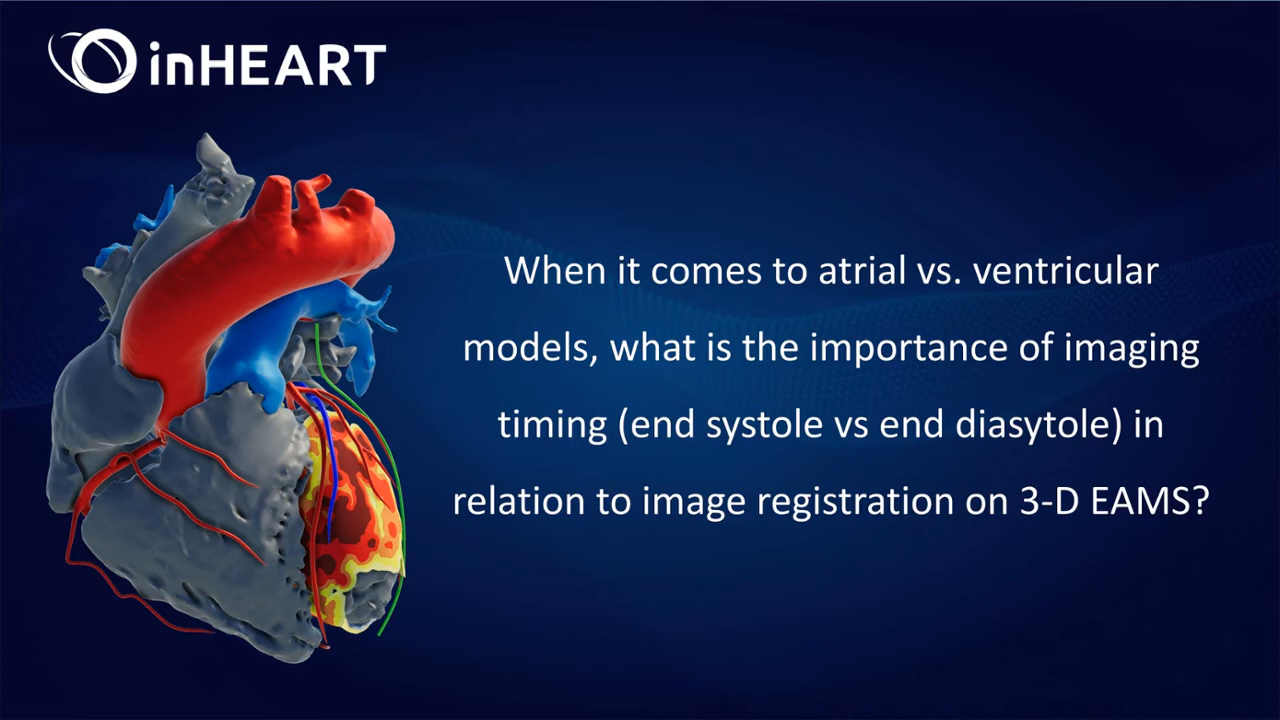 inHEART
When it comes to atrial vs. ventricular
models, what is the importance of imaging
timing (end systole vs end diasytole) in
relation to image registration on 3-D EAMS?